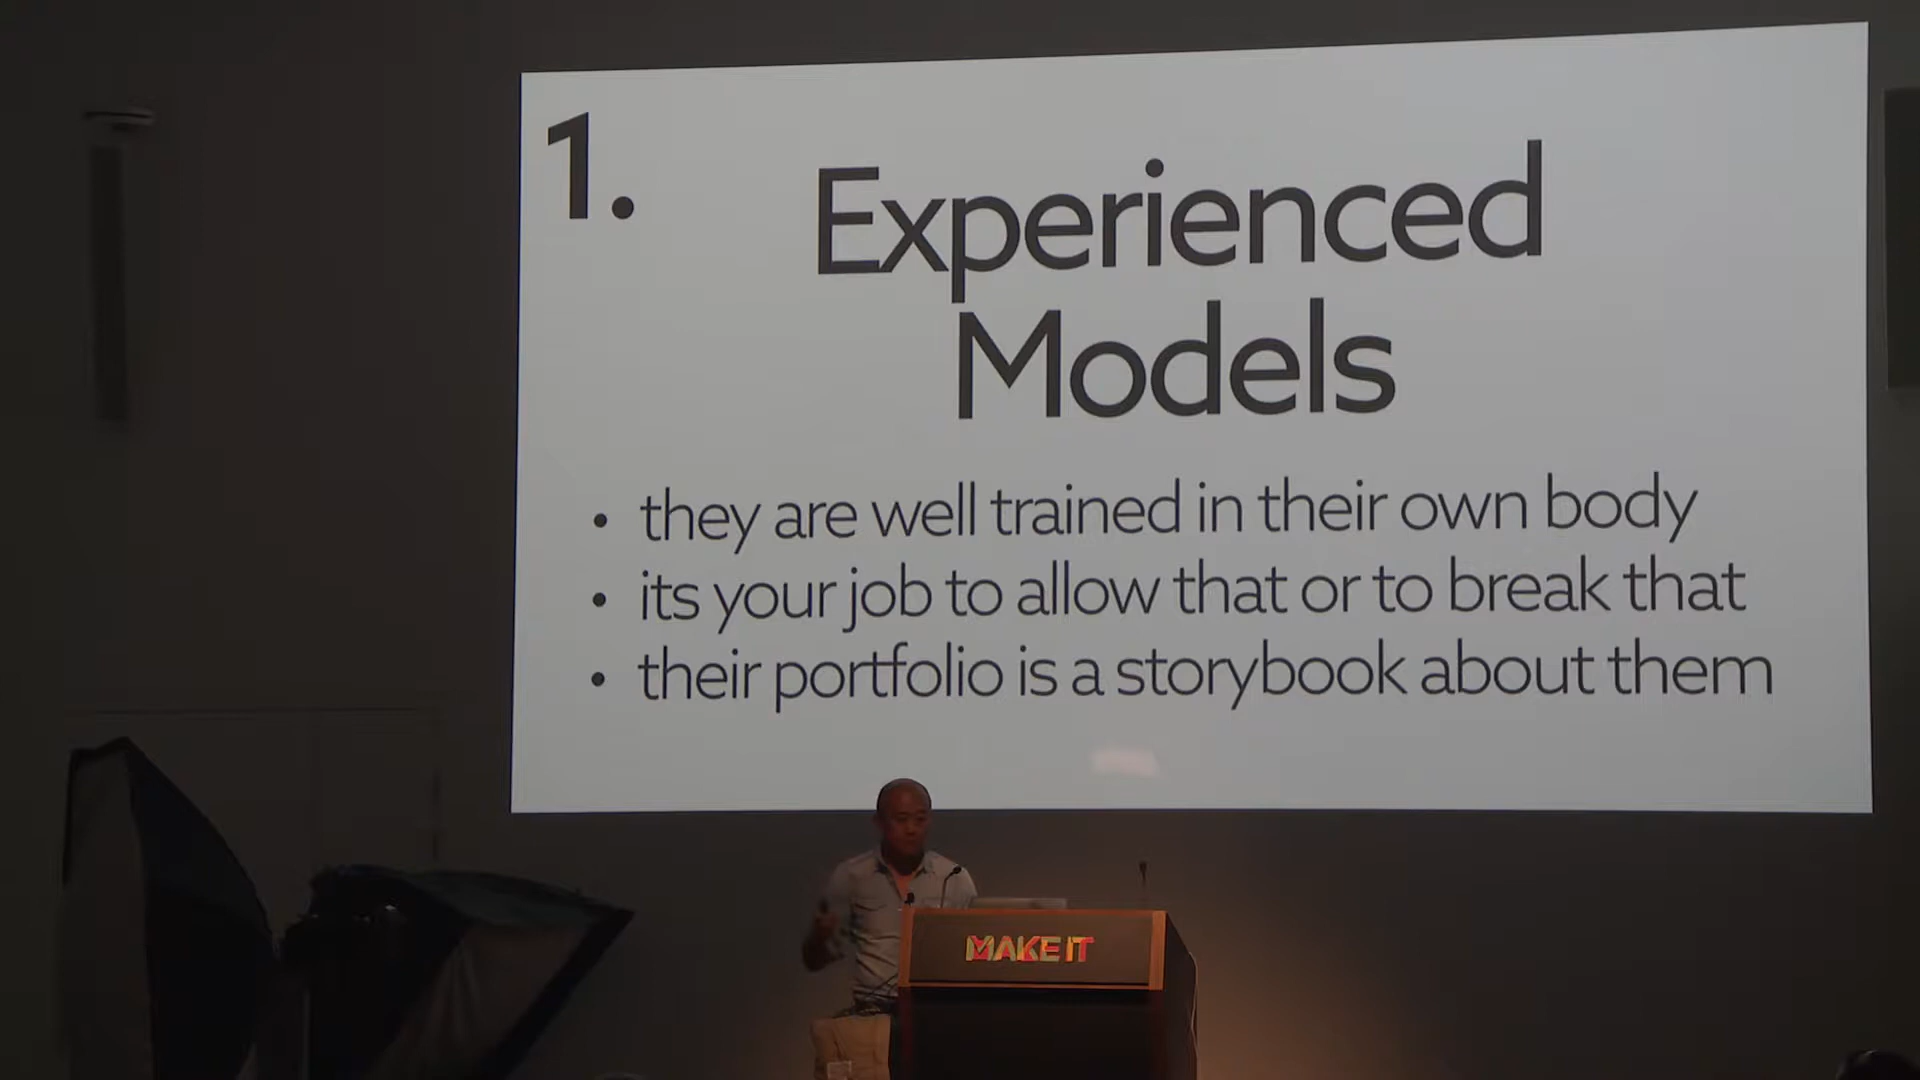 1.
Experienced
Models
• they are well trained in their own body
• its your job to allow that or to break that
• their portfolio is a storybook about them
MAKE IT